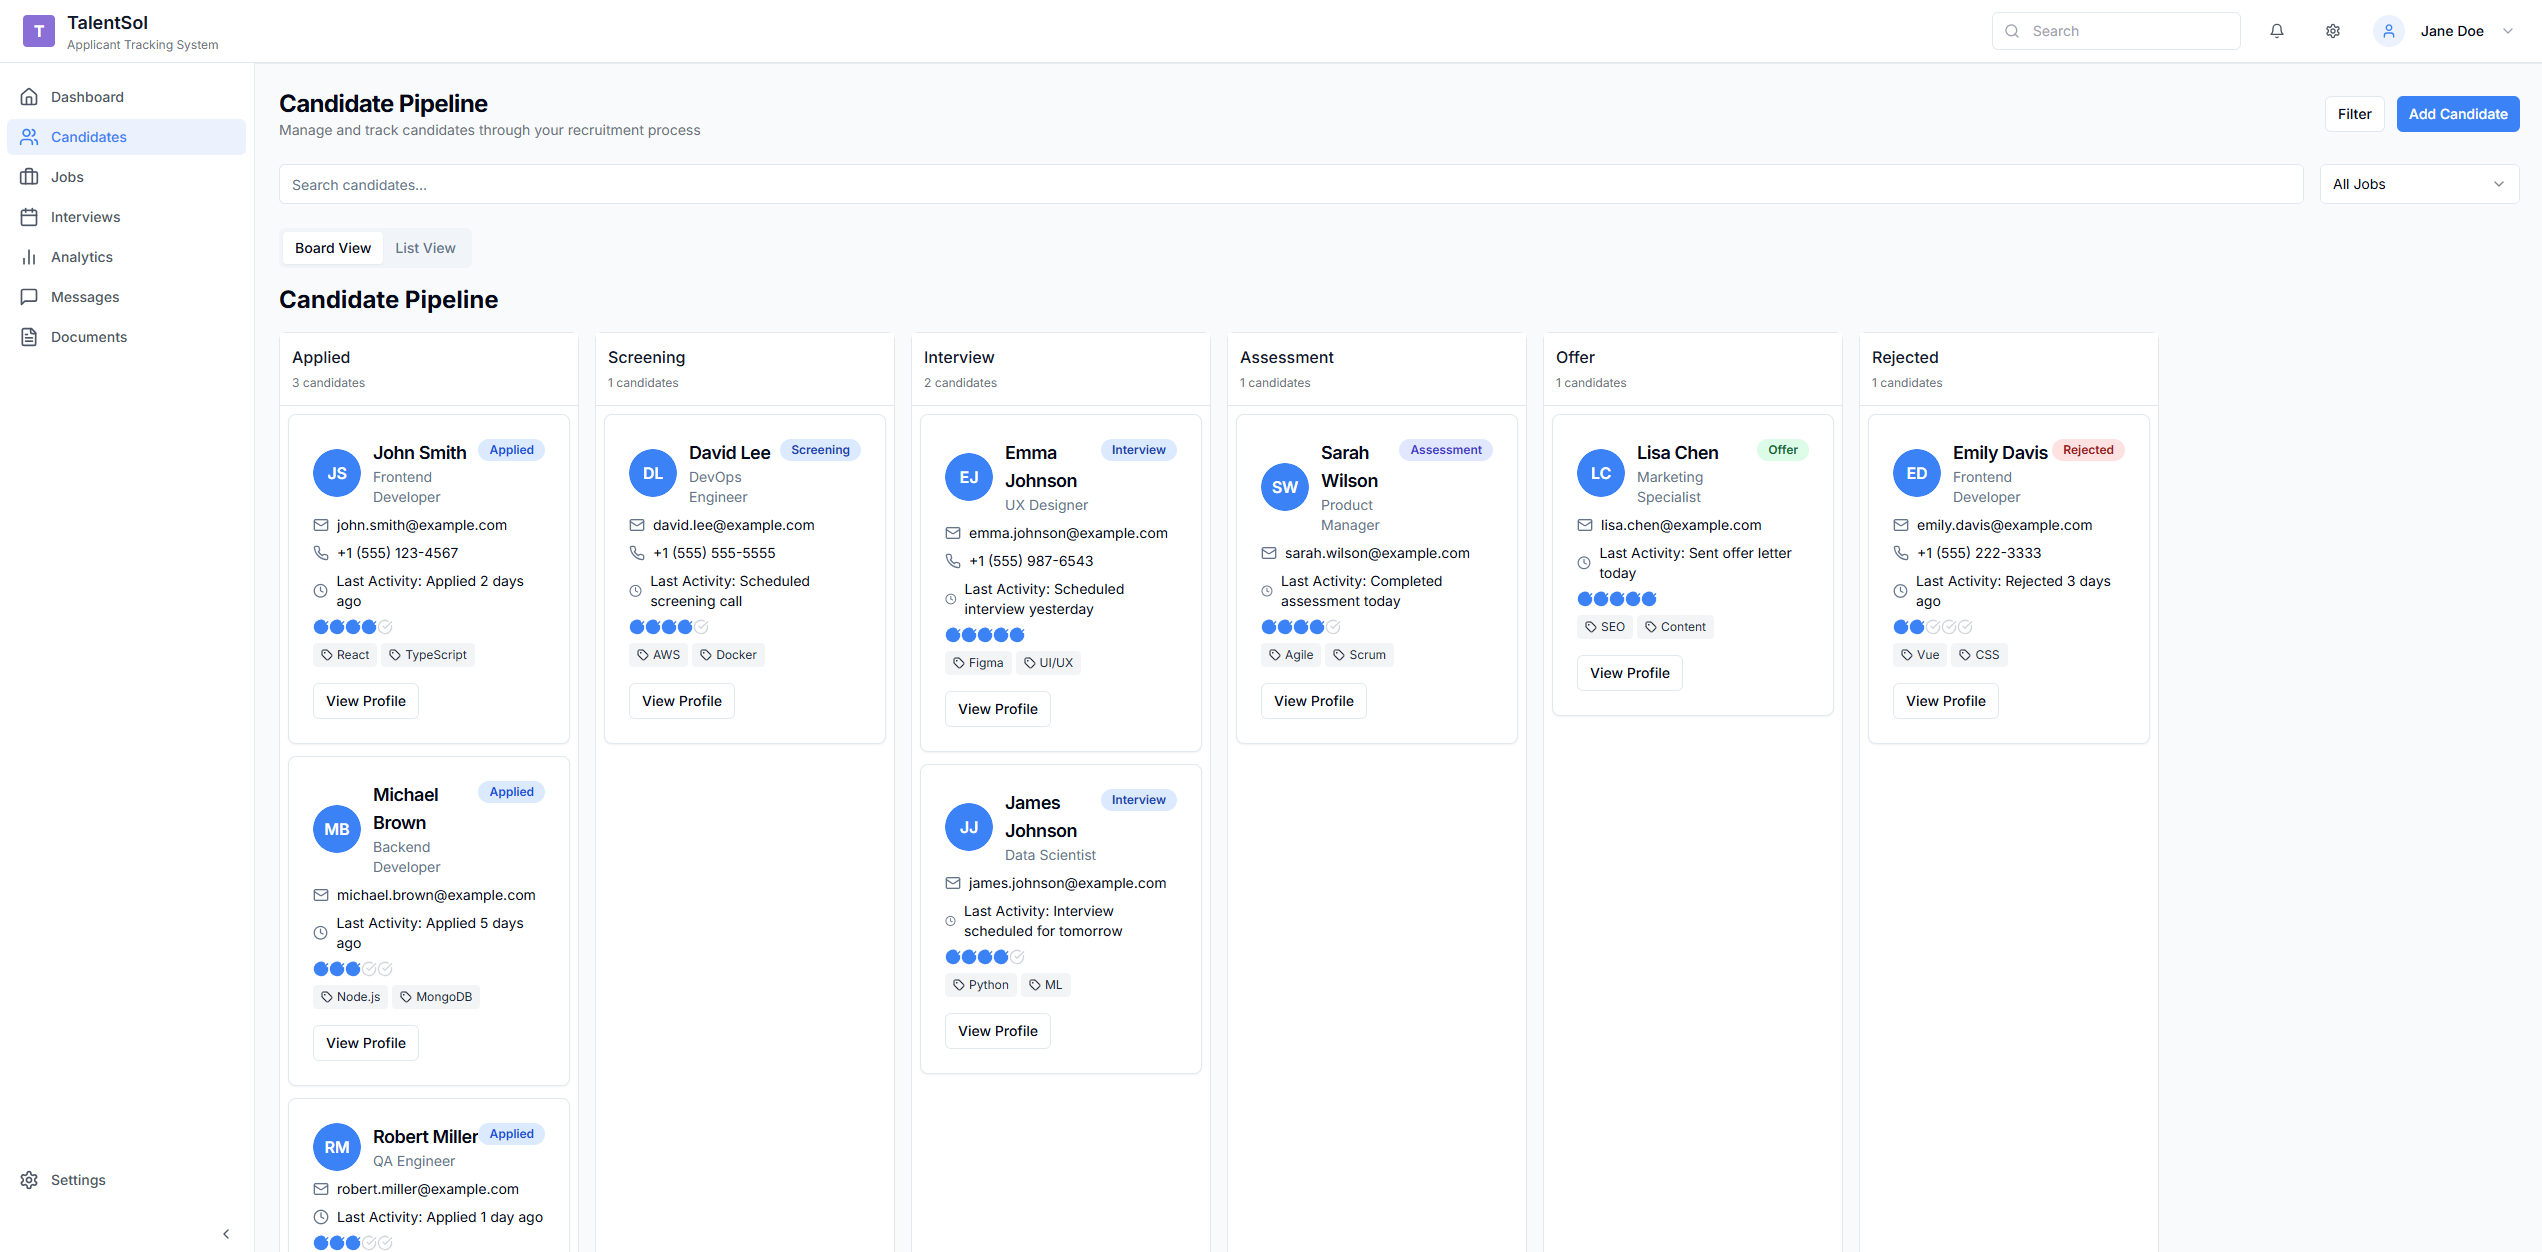 T
TalentSol
Applicant Tracking System
Search
Jane Doe
Dashboard
Candidates
Jobs
Interviews
Analytics
Messages
Documents
Settings
Candidate Pipeline
Manage and track candidates through your recruitment process
Filter
Add Candidate
Search candidates...
All Jobs
Board View
List View
Candidate Pipeline
Applied
3 candidates
JS
John Smith
Applied
Frontend
Developer
john.smith@example.com
+1 (555) 123-4567
Last Activity: Applied 2 days
ago
React
TypeScript
View Profile
MB
Michael
Brown
Applied
Backend
Developer
michael.brown@example.com
Last Activity: Applied 5 days
ago
Node.js
MongoDB
View Profile
RM
Robert Miller
Applied
QA Engineer
robert.miller@example.com
Last Activity: Applied 1 day ago
Screening
1 candidates
DL
David Lee
Screening
DevOps
Engineer
david.lee@example.com
+1 (555) 555-5555
Last Activity: Scheduled
screening call
AWS
Docker
View Profile
Interview
2 candidates
EJ
Emma
Johnson
Interview
UX Designer
emma.johnson@example.com
+1 (555) 987-6543
Last Activity: Scheduled
interview yesterday
Figma
UI/UX
View Profile
JJ
James
Johnson
Interview
Data Scientist
james.johnson@example.com
Last Activity: Interview
scheduled for tomorrow
Python
ML
View Profile
Assessment
1 candidates
SW
Sarah
Wilson
Assessment
Product
Manager
sarah.wilson@example.com
Last Activity: Completed
assessment today
Agile
Scrum
View Profile
Offer
1 candidates
LC
Lisa Chen
Offer
Marketing
Specialist
lisa.chen@example.com
Last Activity: Sent offer letter
today
SEO
Content
View Profile
Rejected
1 candidates
ED
Emily Davis
Rejected
Frontend
Developer
emily.davis@example.com
+1 (555) 222-3333
Last Activity: Rejected 3 days
ago
Vue
CSS
View Profile